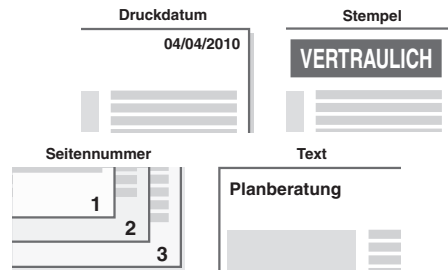 Druckdatum
04/04/2010
Stempel
VERTRAULICH
Seitennummer
1
2
3
Text
Planberatung